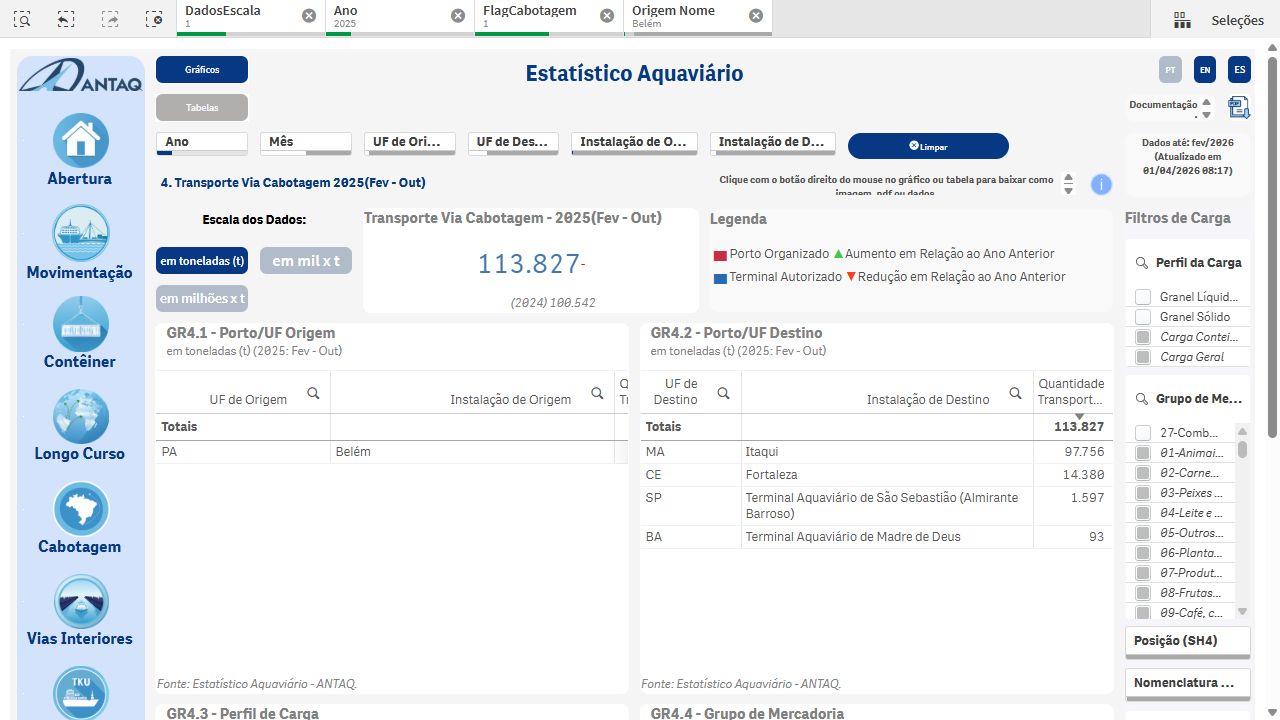 DadosEscala
1
Ano
2025
FlagCabotagem
1
Origem Nome
Belém
Seleções
ANTAQ
Gráficos
Tabelas
Estatístico Aquaviário
PT
EN
ES
Documentação
Ano
Mês
UF de Ori...
UF de Des...
Instalação de O...
Instalação de D...
Limpar
Dados até: fev/2026
(Atualizado em
01/04/2026 08:17)
4. Transporte Via Cabotagem 2025(Fev - Out)
Clique com o botão direito do mouse no gráfico ou tabela para baixar como
imagem, pdf ou dados
Abertura
Movimentação
Contêiner
Longo Curso
Cabotagem
Vias Interiores
TKU
Escala dos Dados:
em toneladas (t)
em mil x t
em milhões x t
Transporte Via Cabotagem - 2025(Fev - Out)
113.827-
(2024) 100.542
Legenda
Porto Organizado ▲Aumento em Relação ao Ano Anterior
Terminal Autorizado ▼Redução em Relação ao Ano Anterior
GR4.1 - Porto/UF Origem
em toneladas (t) (2025: Fev - Out)
UF de Origem
Instalação de Origem
Totais
PA
Belém
Fonte: Estatístico Aquaviário - ANTAQ.
GR4.2 - Porto/UF Destino
em toneladas (t) (2025: Fev - Out)
UF de
Destino
Instalação de Destino
Quantidade
Transport...
Totais 113.827
MA Itaqui 97.756
CE Fortaleza 14.380
SP Terminal Aquaviário de São Sebastião (Almirante
Barroso) 1.597
BA Terminal Aquaviário de Madre de Deus 93
Fonte: Estatístico Aquaviário - ANTAQ.
Filtros de Carga
Perfil da Carga
Granel Líquid...
Granel Sólido
Carga Contei...
Carga Geral
Grupo de Me...
27-Comb...
01-Animai...
02-Carne...
03-Peixes ...
04-Leite e ...
05-Outros...
06-Planta...
07-Produt...
08-Frutas...
09-Café, c...
Posição (SH4)
Nomenclatura ...
GR4.3 - Perfil de Carga
GR4.4 - Grupo de Mercadoria